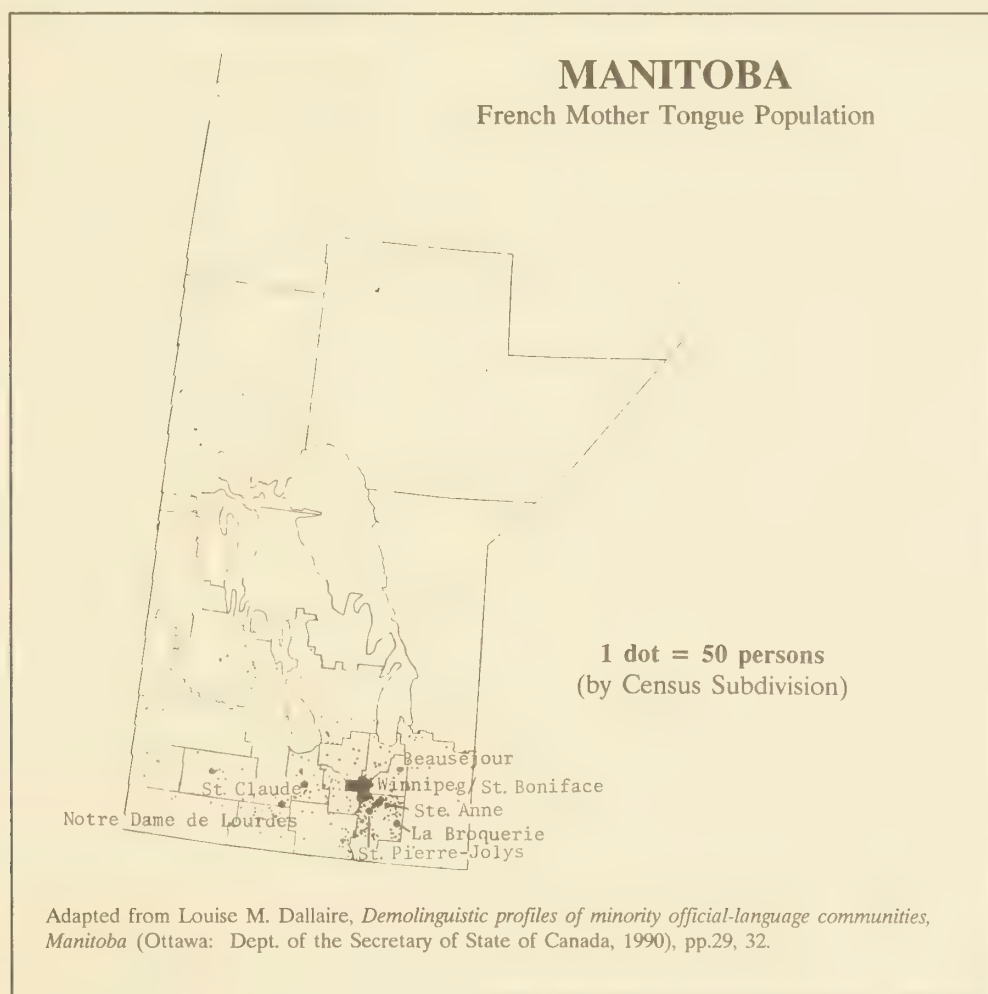 MANITOBA
French Mother Tongue Population
1 dot = 50 persons
(by Census Subdivision)
Beauséjour
St. Claude
Winnipeg/St. Boniface
Ste. Anne
Notre Dame de Lourdes
La Broquerie
St. Pierre-Jolys
Adapted from Louise M. Dallaire, Demolinguistic profiles of minority official-language communities,
Manitoba (Ottawa: Dept. of the Secretary of State of Canada, 1990), pp.29, 32.